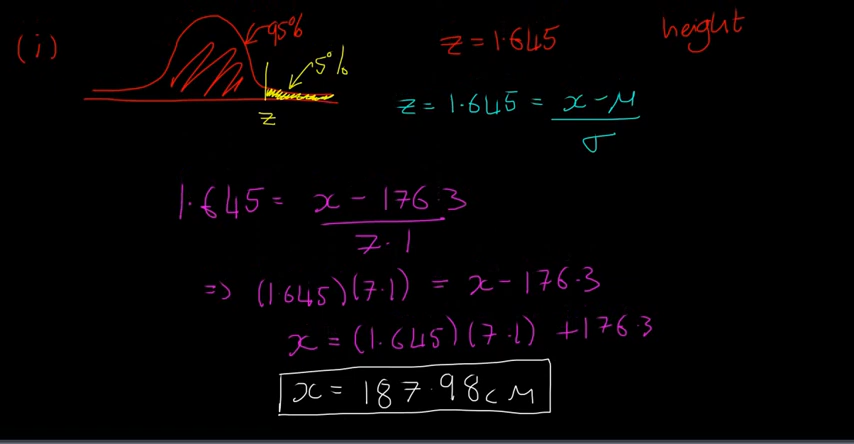 (i) 95% z = 1.645 height
5%
z z = 1.645 = x - μ / σ
1.645 = x - 176.3 / 7.1
=> (1.645)(7.1) = x - 176.3
x = (1.645)(7.1) + 176.3
x = 187.98cm